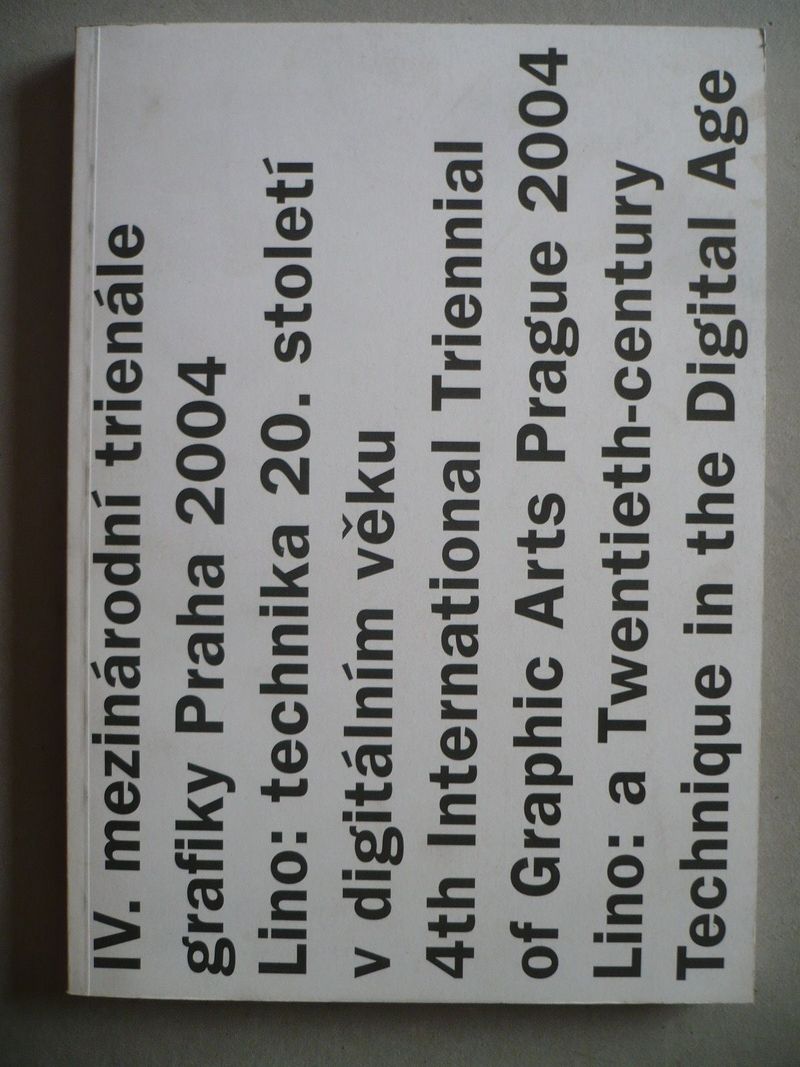 IV. mezinárodní trienále
grafiky Praha 2004
Lino: technika 20. století
v digitálním věku
4th International Triennial
of Graphic Arts Prague 2004
Lino: a Twentieth-century
Technique in the Digital Age